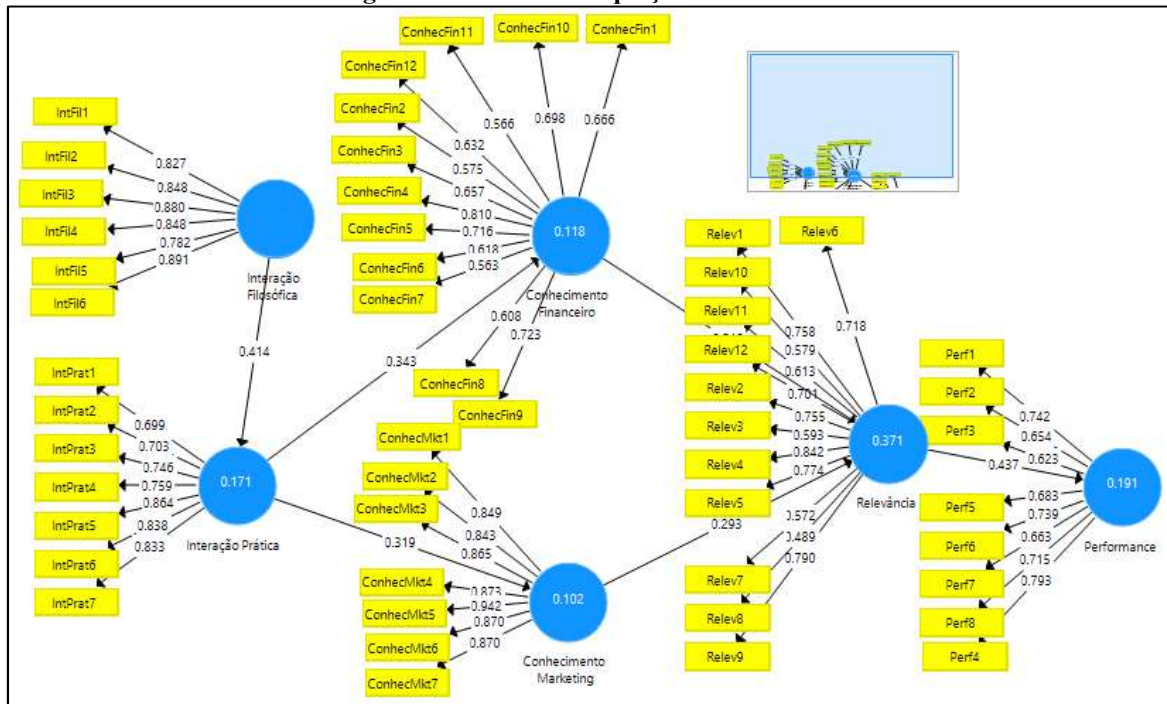 ConhecFin11
ConhecFin10
ConhecFin1
ConhecFin12
ConhecFin2
ConhecFin3
ConhecFin4
ConhecFin5
ConhecFin6
ConhecFin7
0.566
0.698
0.666
0.632
0.575
0.657
0.810
0.716
0.618
0.563
0.608
0.723
ConhecFin8
ConhecFin9
0.118
Conhecimento
Financeiro
IntFil1
IntFil2
IntFil3
IntFil4
IntFil5
IntFil6
0.827
0.848
0.880
0.848
0.782
0.891
Interação
Filosófica
0.414
0.343
IntPrat1
IntPrat2
IntPrat3
IntPrat4
IntPrat5
IntPrat6
IntPrat7
0.699
0.703
0.746
0.759
0.864
0.838
0.833
0.171
Interação Prática
0.319
ConhecMkt1
ConhecMkt2
ConhecMkt3
ConhecMkt4
ConhecMkt5
ConhecMkt6
ConhecMkt7
0.849
0.843
0.865
0.873
0.942
0.870
0.870
0.102
Conhecimento
Marketing
0.293
Relev1
Relev6
Relev10
Relev11
Relev12
Relev2
Relev3
Relev4
Relev5
Relev7
Relev8
Relev9
0.758
0.718
0.579
0.613
0.701
0.755
0.593
0.842
0.774
0.572
0.489
0.790
0.371
Relevância
0.437
Perf1
Perf2
Perf3
Perf5
Perf6
Perf7
Perf8
Perf4
0.742
0.654
0.623
0.683
0.739
0.663
0.715
0.793
0.191
Performance